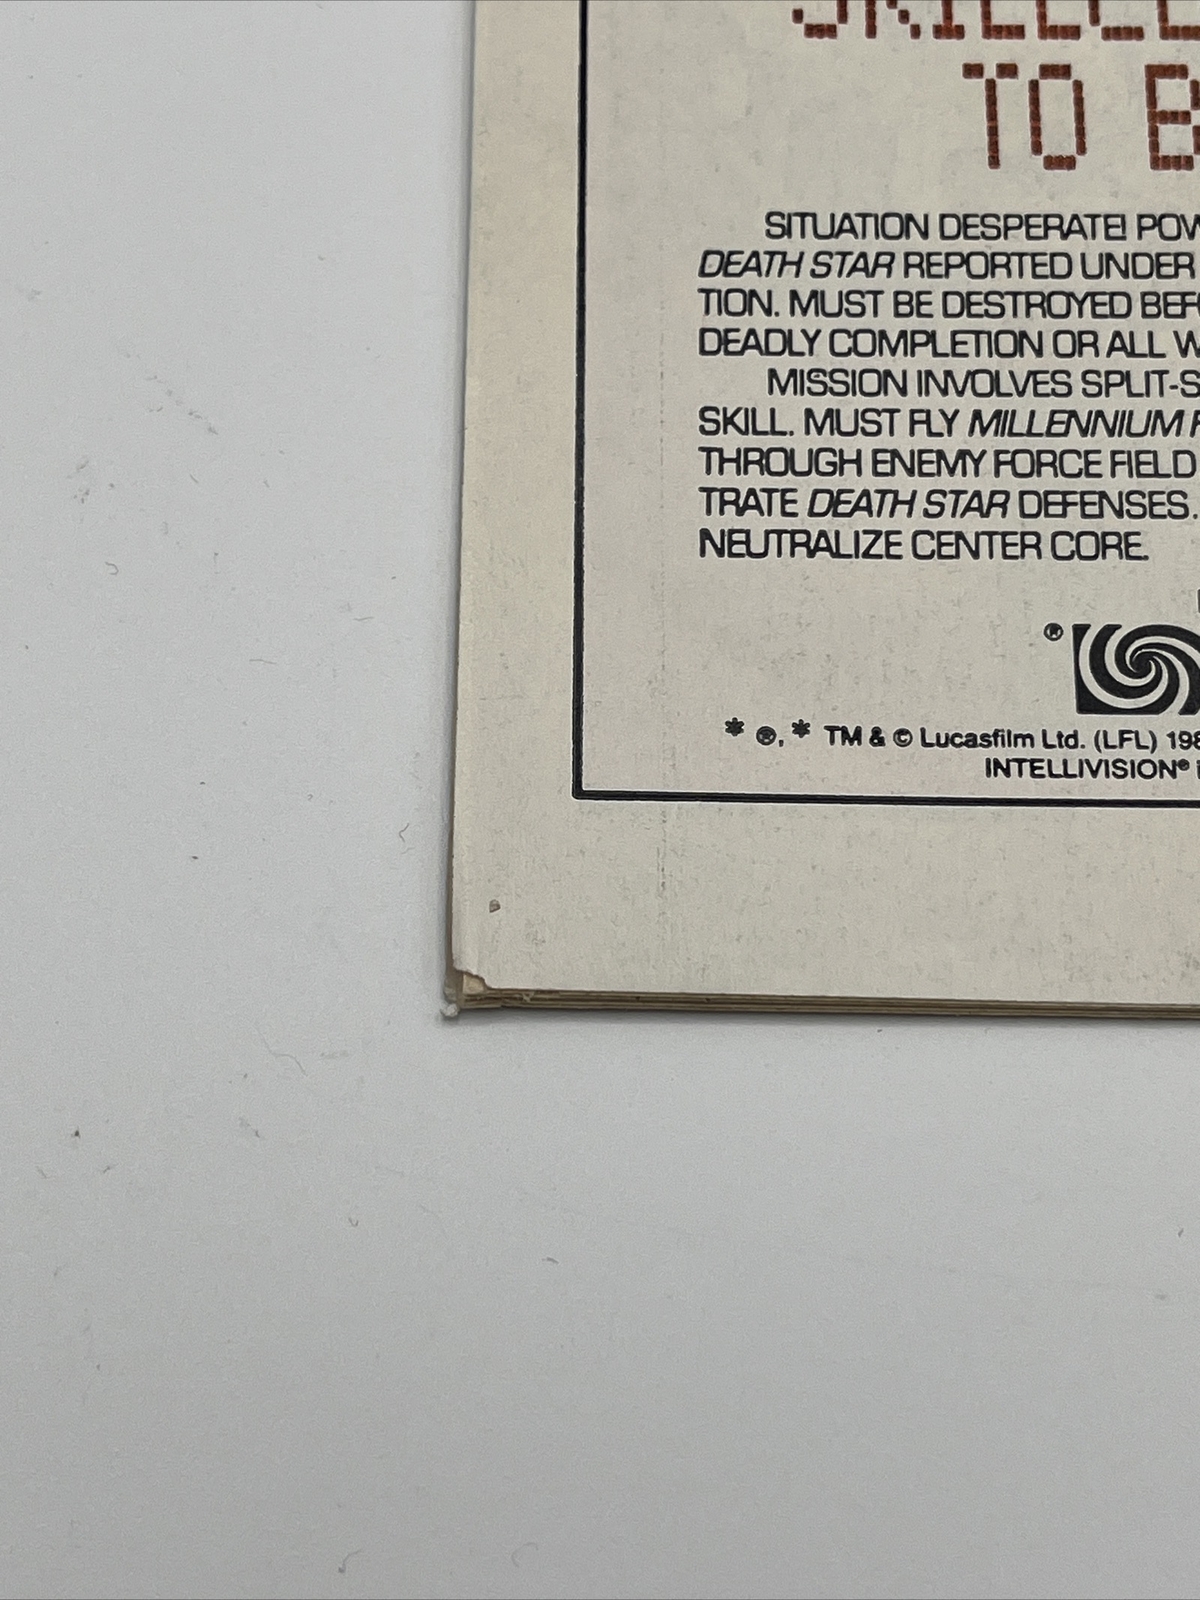 TO B
SITUATION DESPERATE! POW
DEATH STAR REPORTED UNDER
TION. MUST BE DESTROYED BEF
DEADLY COMPLETION OR ALL W
MISSION INVOLVES SPLIT-S
SKILL. MUST FLY MILLENNIUM F
THROUGH ENEMY FORCE FIELD
TRATE DEATH STAR DEFENSES.
NEUTRALIZE CENTER CORE.
®
* ®, * TM & © Lucasfilm Ltd. (LFL) 198
INTELLIVISION® i